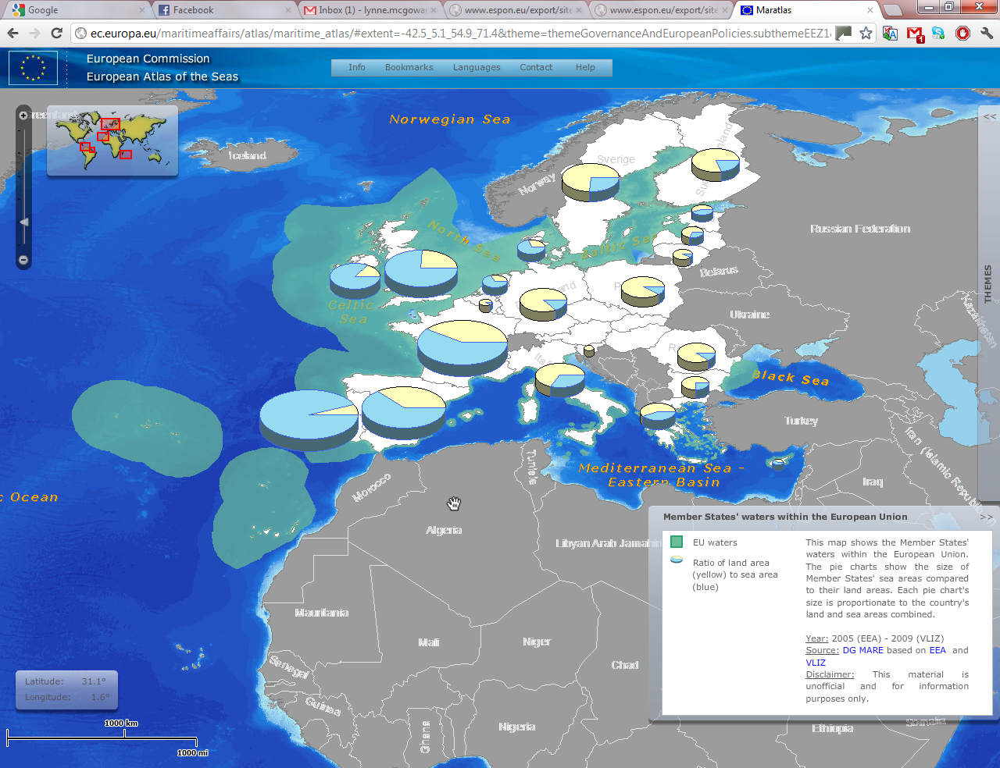 Google
Facebook
Inbox (1) - lynne.mcgowa
www.espon.eu/export/site
www.espon.eu/export/site
Maratlas
ec.europa.eu/maritimeaffairs/atlas/maritime_atlas/#extent=-42.5_5.1_54.9_71.4&theme=themeGovernanceAndEuropeanPolicies.subthemeEEZ1
1
European Commission
European Atlas of the Seas
Info Bookmarks Languages Contact Help
Norwegian Sea
Iceland
Sverige
Norway
Russian Federation
North Sea
Baltic Se
Belarus
Celtic
Sea
Ukraine
Kazakhstan
THEMES
<<
Black Sea
Turkey
Iran (Islamic Republic
Iraq
Mediterranean Sea -
Eastern Basin
c Ocean
Morocco
Tunisia
Algeria
Libyan Arab Jamahiri
Mauritania
Mali
Niger
Chad
Senegal
Guinea
Ghana
Nigeria
Ethiopia
Somalia
Latitude: 31.1°
Longitude: 1.6°
1000 km
1000 mi
Member States' waters within the European Union >>
EU waters
Ratio of land area
(yellow) to sea area
(blue)
This map shows the Member States'
waters within the European Union.
The pie charts show the size of
Member States' sea areas compared
to their land areas. Each pie chart's
size is proportionate to the country's
land and sea areas combined.
Year: 2005 (EEA) - 2009 (VLIZ)
Source: DG MARE based on EEA and
VLIZ
Disclaimer: This material is
unofficial and for information
purposes only.